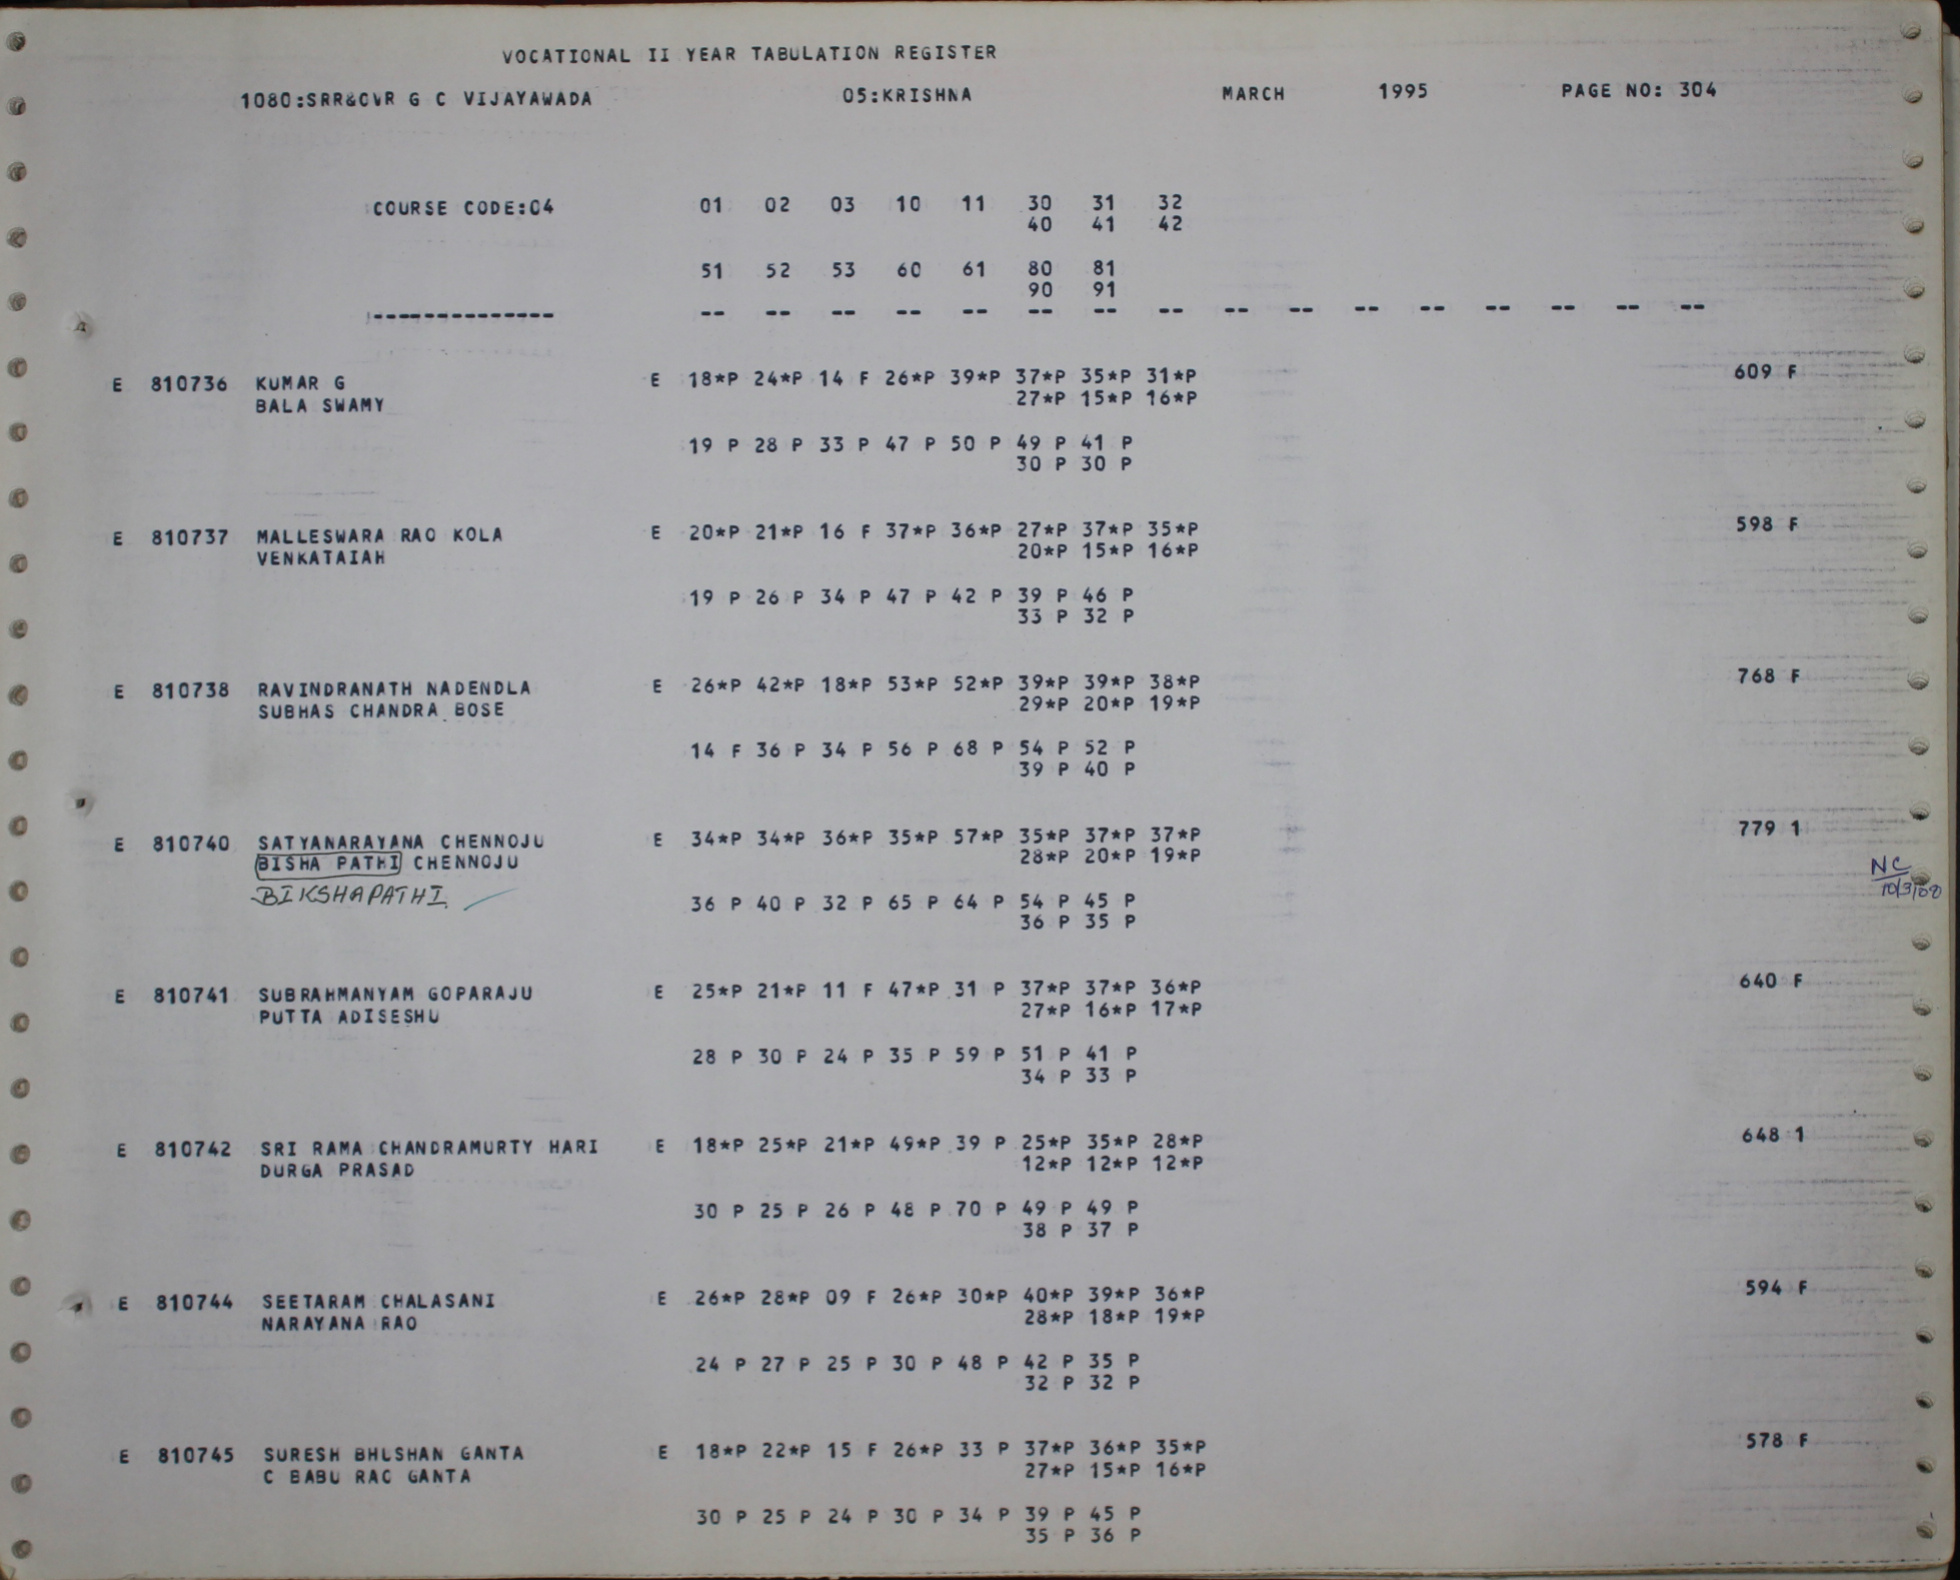 VOCATIONAL II YEAR TABULATION REGISTER
1080:SRR&CVR G C VIJAYAWADA 05:KRISHNA MARCH 1995 PAGE NO: 304
COURSE CODE:04 01 02 03 10 11 30 31 32
40 41 42
51 52 53 60 61 80 81
90 91
-------------- -- -- -- -- -- -- -- -- -- -- -- -- -- -- -- --
E 810736 KUMAR G E 18*P 24*P 14 F 26*P 39*P 37*P 35*P 31*P 609 F
BALA SWAMY 27*P 15*P 16*P
19 P 28 P 33 P 47 P 50 P 49 P 41 P
30 P 30 P
E 810737 MALLESWARA RAO KOLA E 20*P 21*P 16 F 37*P 36*P 27*P 37*P 35*P 598 F
VENKATAIAH 20*P 15*P 16*P
19 P 26 P 34 P 47 P 42 P 39 P 46 P
33 P 32 P
E 810738 RAVINDRANATH NADENDLA E 26*P 42*P 18*P 53*P 52*P 39*P 39*P 38*P 768 F
SUBHAS CHANDRA BOSE 29*P 20*P 19*P
14 F 36 P 34 P 56 P 68 P 54 P 52 P
39 P 40 P
E 810740 SATYANARAYANA CHENNOJU E 34*P 34*P 36*P 35*P 57*P 35*P 37*P 37*P 779 1
BISHA PATHI CHENNOJU 28*P 20*P 19*P NC
BIKSHAPATHI
36 P 40 P 32 P 65 P 64 P 54 P 45 P
36 P 35 P
E 810741 SUBRAHMANYAM GOPARAJU E 25*P 21*P 11 F 47*P 31 P 37*P 37*P 36*P 640 F
PUTTA ADISESHU 27*P 16*P 17*P
28 P 30 P 24 P 35 P 59 P 51 P 41 P
34 P 33 P
E 810742 SRI RAMA CHANDRAMURTY HARI E 18*P 25*P 21*P 49*P 39 P 25*P 35*P 28*P 648 1
DURGA PRASAD 12*P 12*P 12*P
30 P 25 P 26 P 48 P 70 P 49 P 49 P
38 P 37 P
E 810744 SEETARAM CHALASANI E 26*P 28*P 09 F 26*P 30*P 40*P 39*P 36*P 594 F
NARAYANA RAO 28*P 18*P 19*P
24 P 27 P 25 P 30 P 48 P 42 P 35 P
32 P 32 P
E 810745 SURESH BHUSHAN GANTA E 18*P 22*P 15 F 26*P 33 P 37*P 36*P 35*P 578 F
C BABU RAO GANTA 27*P 15*P 16*P
30 P 25 P 24 P 30 P 34 P 39 P 45 P
35 P 36 P